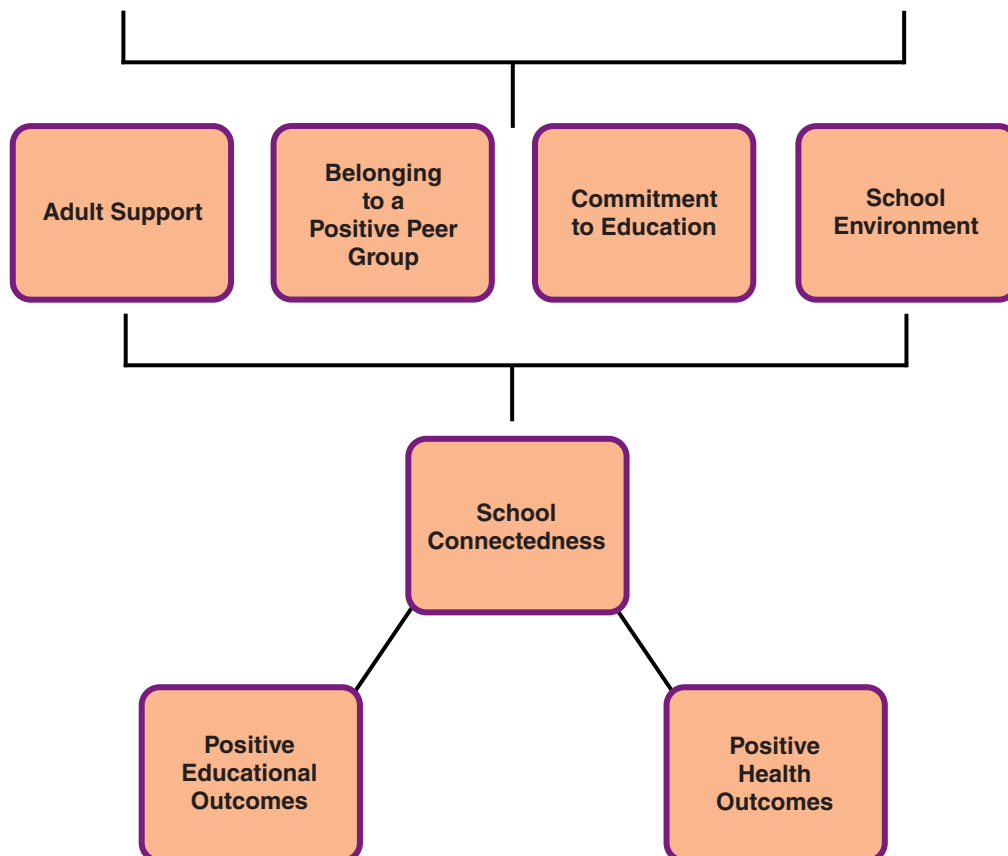 Adult Support
Belonging
to a
Positive Peer
Group
Commitment
to Education
School
Environment
School
Connectedness
Positive
Educational
Outcomes
Positive
Health
Outcomes